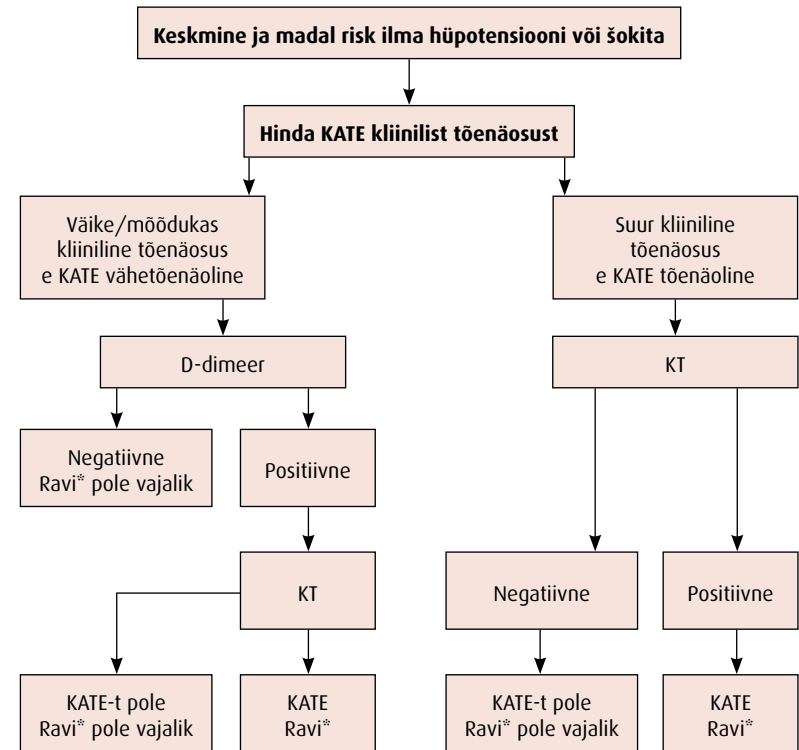 Keskmine ja madal risk ilma hüpotensiooni või šokita
Hinda KATE kliinilist tõenäosust
Väike/mõõdukas
kliiniline tõenäosus
e KATE vähetõenäoline
Suur kliiniline
tõenäosus
e KATE tõenäoline
D-dimeer
KT
Negatiivne
Ravi* pole vajalik
Positiivne
KT
Negatiivne
Positiivne
KATE-t pole
Ravi* pole vajalik
KATE
Ravi*
KATE-t pole
Ravi* pole vajalik
KATE
Ravi*